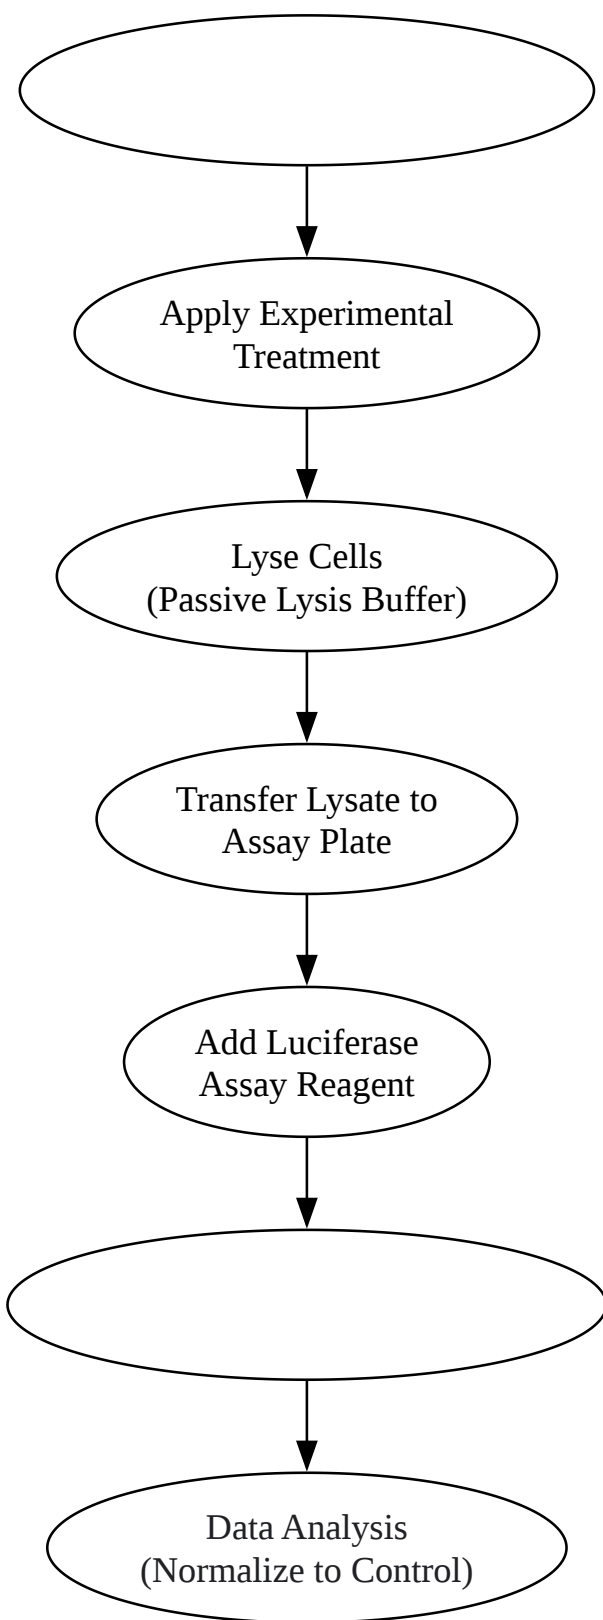 Apply Experimental
Treatment
Lyse Cells
(Passive Lysis Buffer)
Transfer Lysate to
Assay Plate
Add Luciferase
Assay Reagent
Data Analysis
(Normalize to Control)